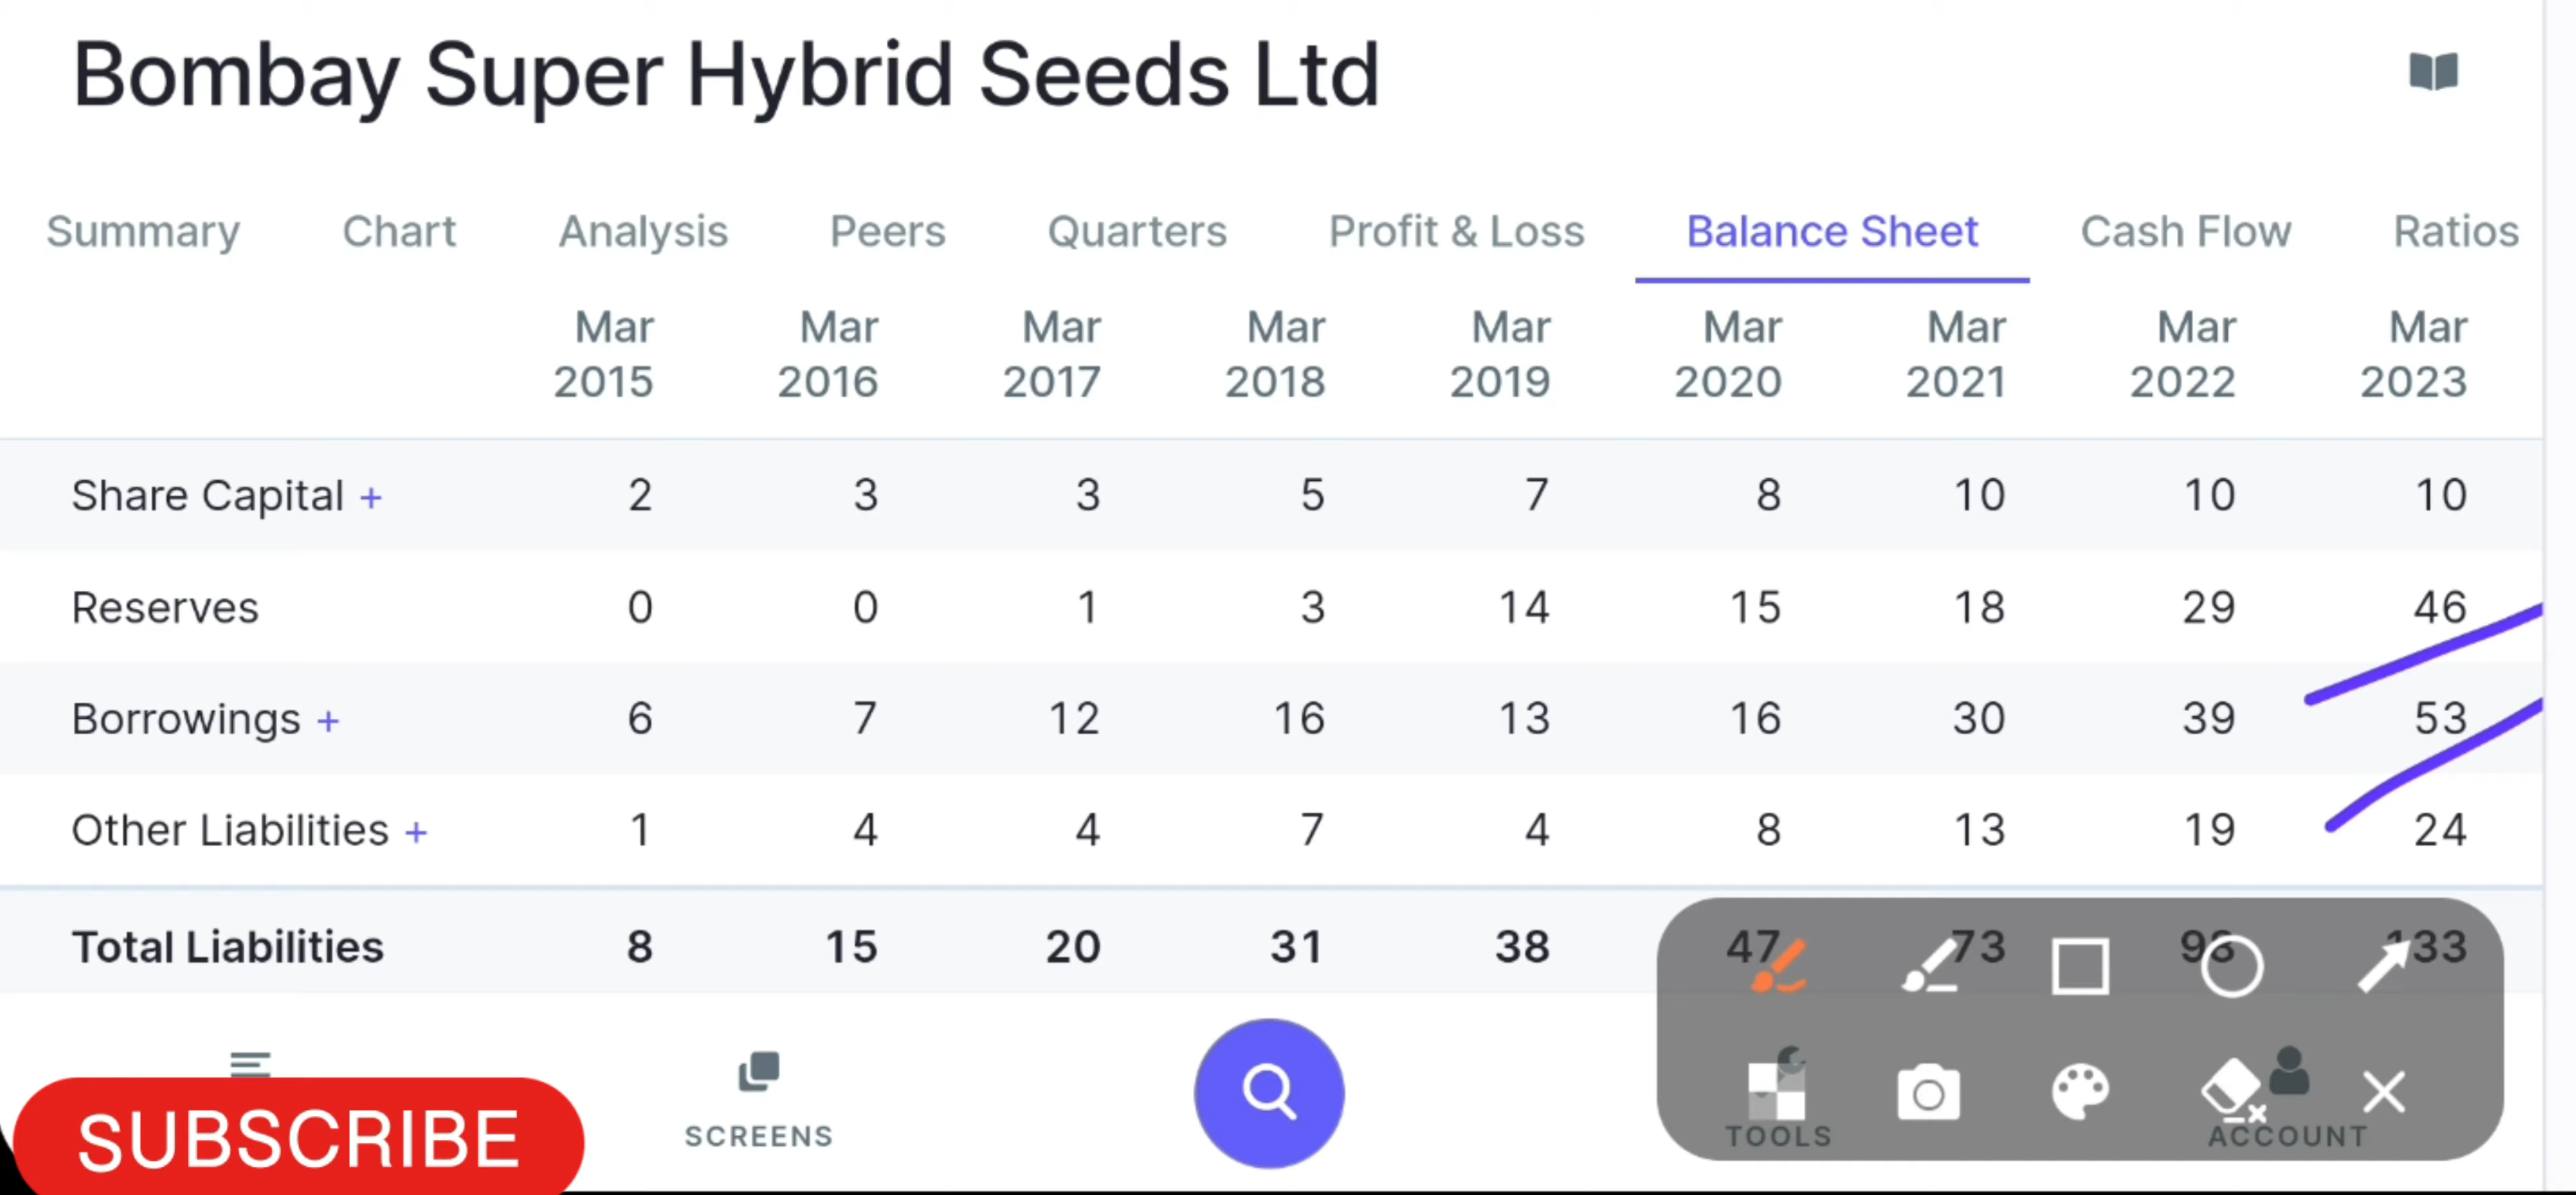 Bombay Super Hybrid Seeds Ltd
Summary Chart Analysis Peers Quarters Profit & Loss Balance Sheet Cash Flow Ratios
Mar 2015 Mar 2016 Mar 2017 Mar 2018 Mar 2019 Mar 2020 Mar 2021 Mar 2022 Mar 2023
Share Capital + 2 3 3 5 7 8 10 10 10
Reserves 0 0 1 3 14 15 18 29 46
Borrowings + 6 7 12 16 13 16 30 39 53
Other Liabilities + 1 4 4 7 4 8 13 19 24
Total Liabilities 8 15 20 31 38 47 73 98 133
SUBSCRIBE SCREENS TOOLS ACCOUNT